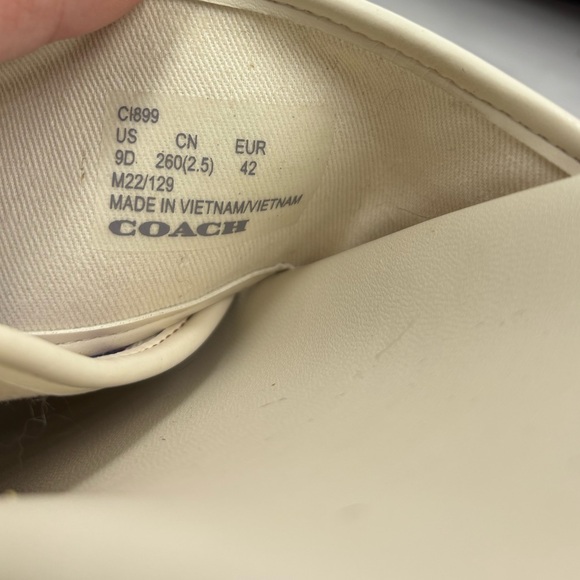 CI899
US CN EUR
9D 260(2.5) 42
M22/129
MADE IN VIETNAM/VIETNAM
COACH